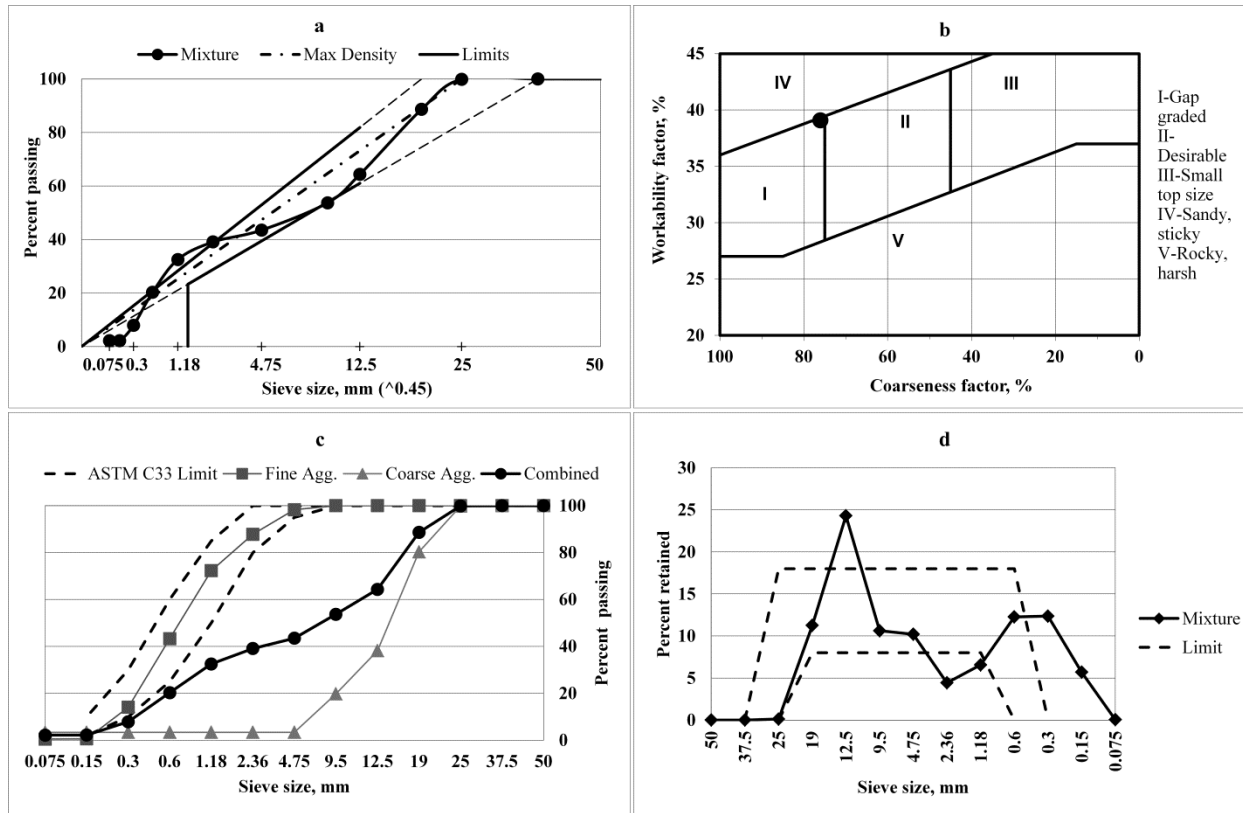 a
Mixture Max Density Limits
100
80
60
40
20
0
Percent passing
0.075 0.3 1.18 4.75 12.5 25 50
Sieve size, mm (^0.45)
b
45
40
35
30
25
20
Workability factor, %
IV
III
II
I
V
100 80 60 40 20 0
Coarseness factor, %
I-Gap
graded
II-
Desirable
III-Small
top size
IV-Sandy,
sticky
V-Rocky,
harsh
c
ASTM C33 Limit Fine Agg. Coarse Agg. Combined
100
80
60
40
20
0
Percent passing
0.075 0.15 0.3 0.6 1.18 2.36 4.75 9.5 12.5 19 25 37.5 50
Sieve size, mm
d
30
25
20
15
10
5
0
Percent retained
50 37.5 25 19 12.5 9.5 4.75 2.36 1.18 0.6 0.3 0.15 0.075
Sieve size, mm
Mixture
Limit